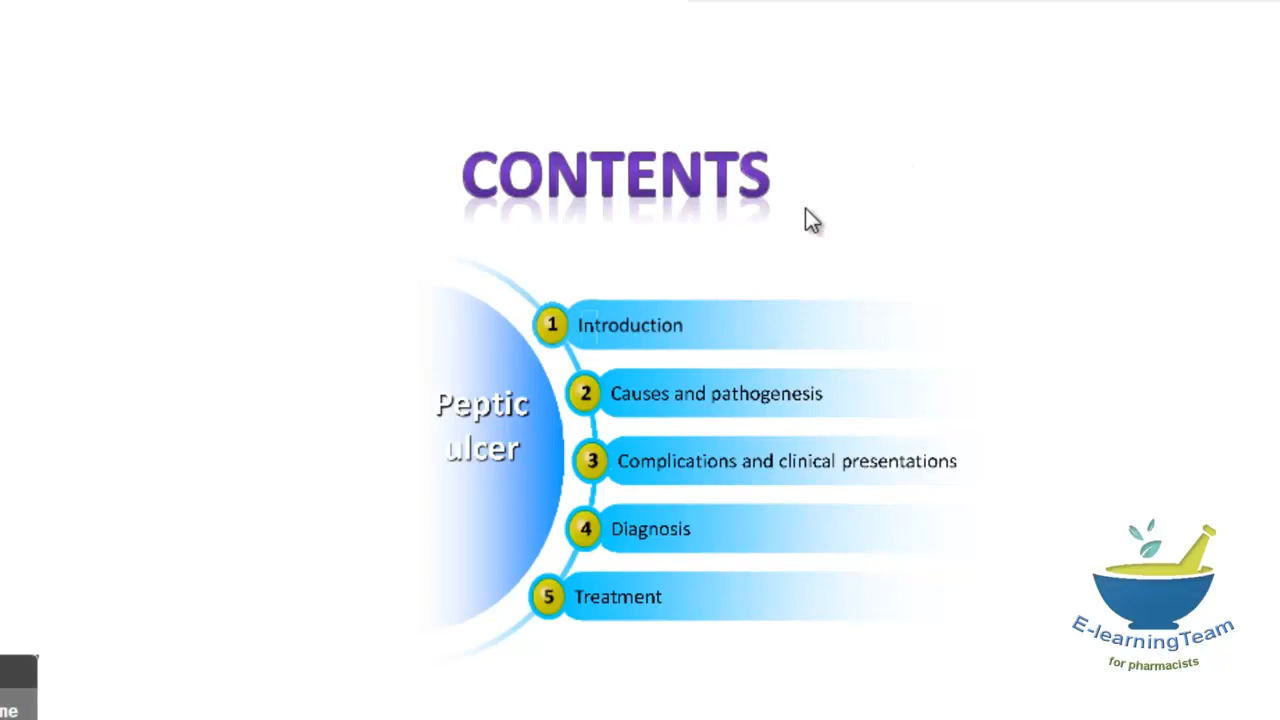 CONTENTS
Peptic
ulcer
1 Introduction
2 Causes and pathogenesis
3 Complications and clinical presentations
4 Diagnosis
5 Treatment
E-learningTeam
for pharmacists
me